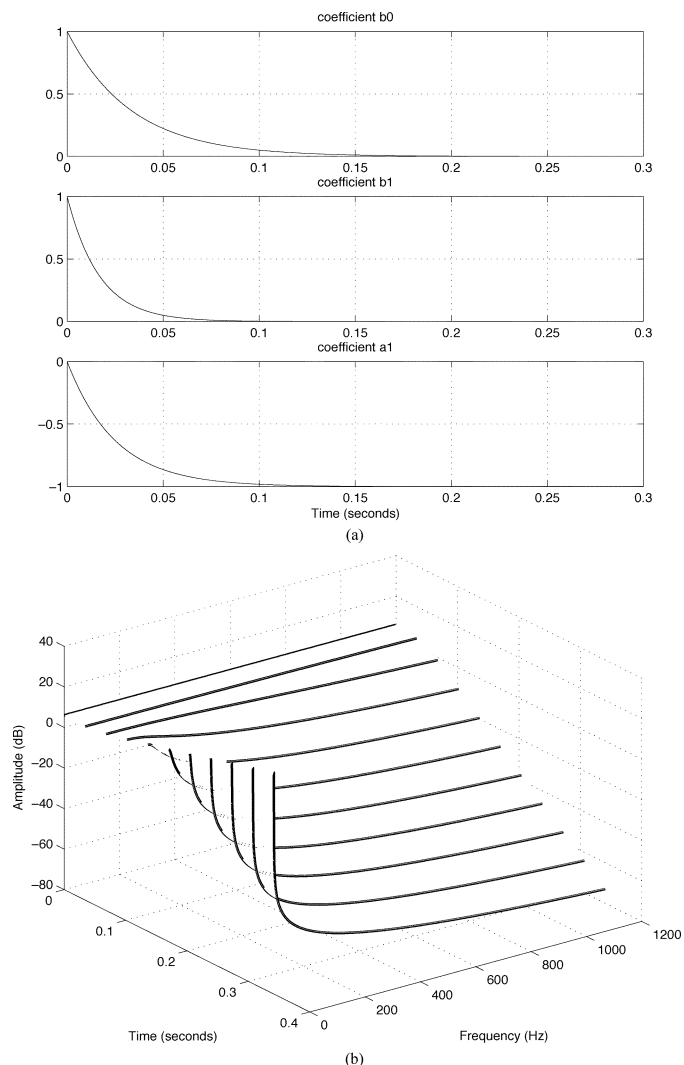 coefficient b0
1
0.5
0
0 0.05 0.1 0.15 0.2 0.25 0.3
coefficient b1
1
0.5
0
0 0.05 0.1 0.15 0.2 0.25 0.3
coefficient a1
0
−0.5
−1
0 0.05 0.1 0.15 0.2 0.25 0.3
Time (seconds)
(a)
40
20
0
−20
−40
−60
−80
Amplitude (dB)
0
0.1
0.2
0.3
0.4
Time (seconds)
0
200
400
600
800
1000
1200
Frequency (Hz)
(b)